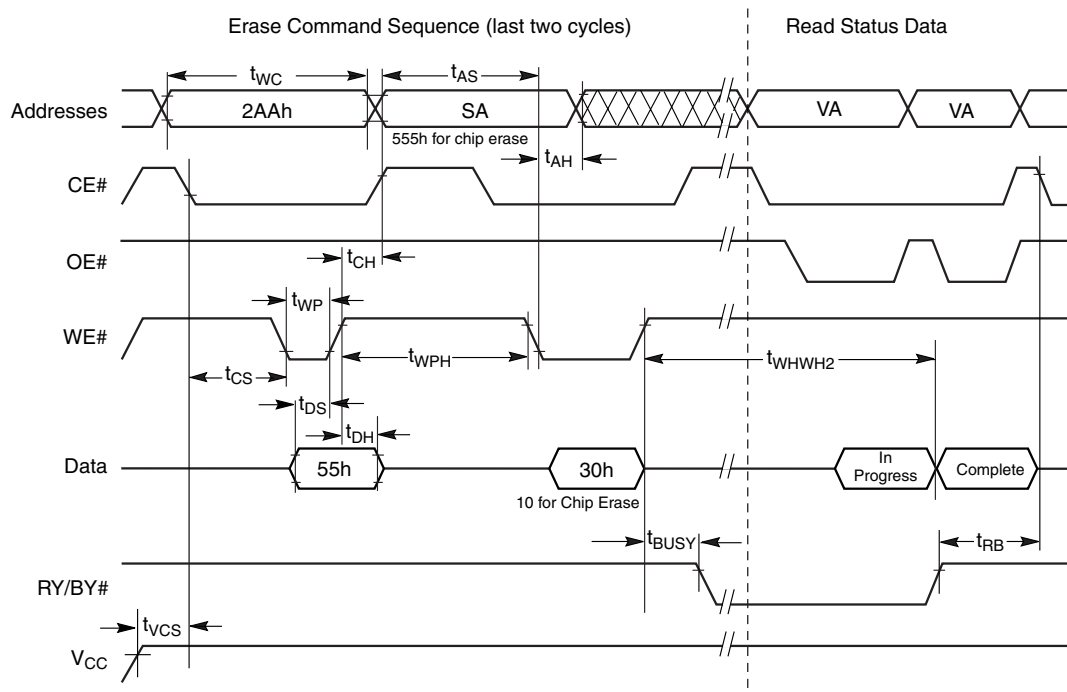 Erase Command Sequence (last two cycles)
Read Status Data
tWC
tAS
Addresses
2AAh
SA
VA
VA
555h for chip erase
tAH
CE#
OE#
tCH
tWP
WE#
tWPH
tWHWH2
tCS
tDS
tDH
Data
55h
30h
In
Progress
Complete
10 for Chip Erase
tBUSY
tRB
RY/BY#
tVCS
VCC